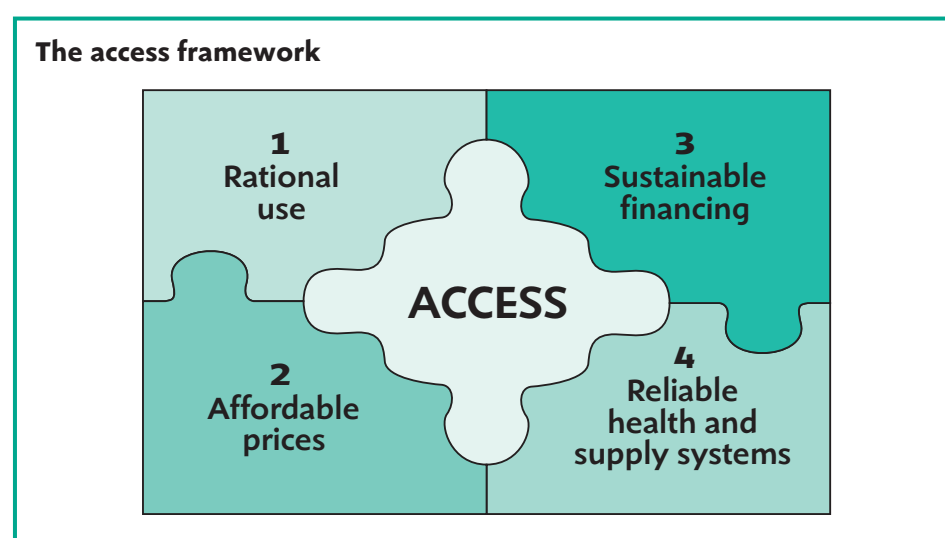 The access framework
1
Rational
use
3
Sustainable
financing
ACCESS
2
Affordable
prices
4
Reliable
health and
supply systems